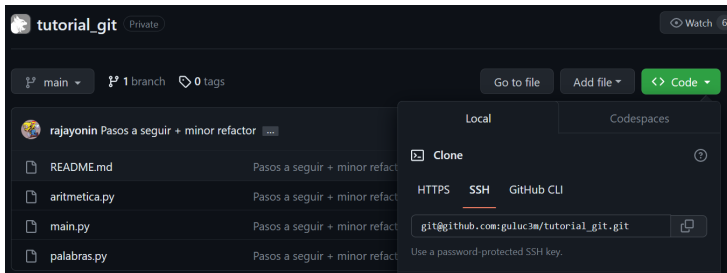 tutorial_git Private Watch 6
main 1 branch 0 tags Go to file Add file Code
rajayonin Pasos a seguir + minor refactor ...
README.md Pasos a seguir + minor refact
aritmetica.py Pasos a seguir + minor refact
main.py Pasos a seguir + minor refact
palabras.py Pasos a seguir + minor refact
Local Codespaces
Clone
HTTPS SSH GitHub CLI
git@github.com:guluc3m/tutorial_git.git
Use a password-protected SSH key.